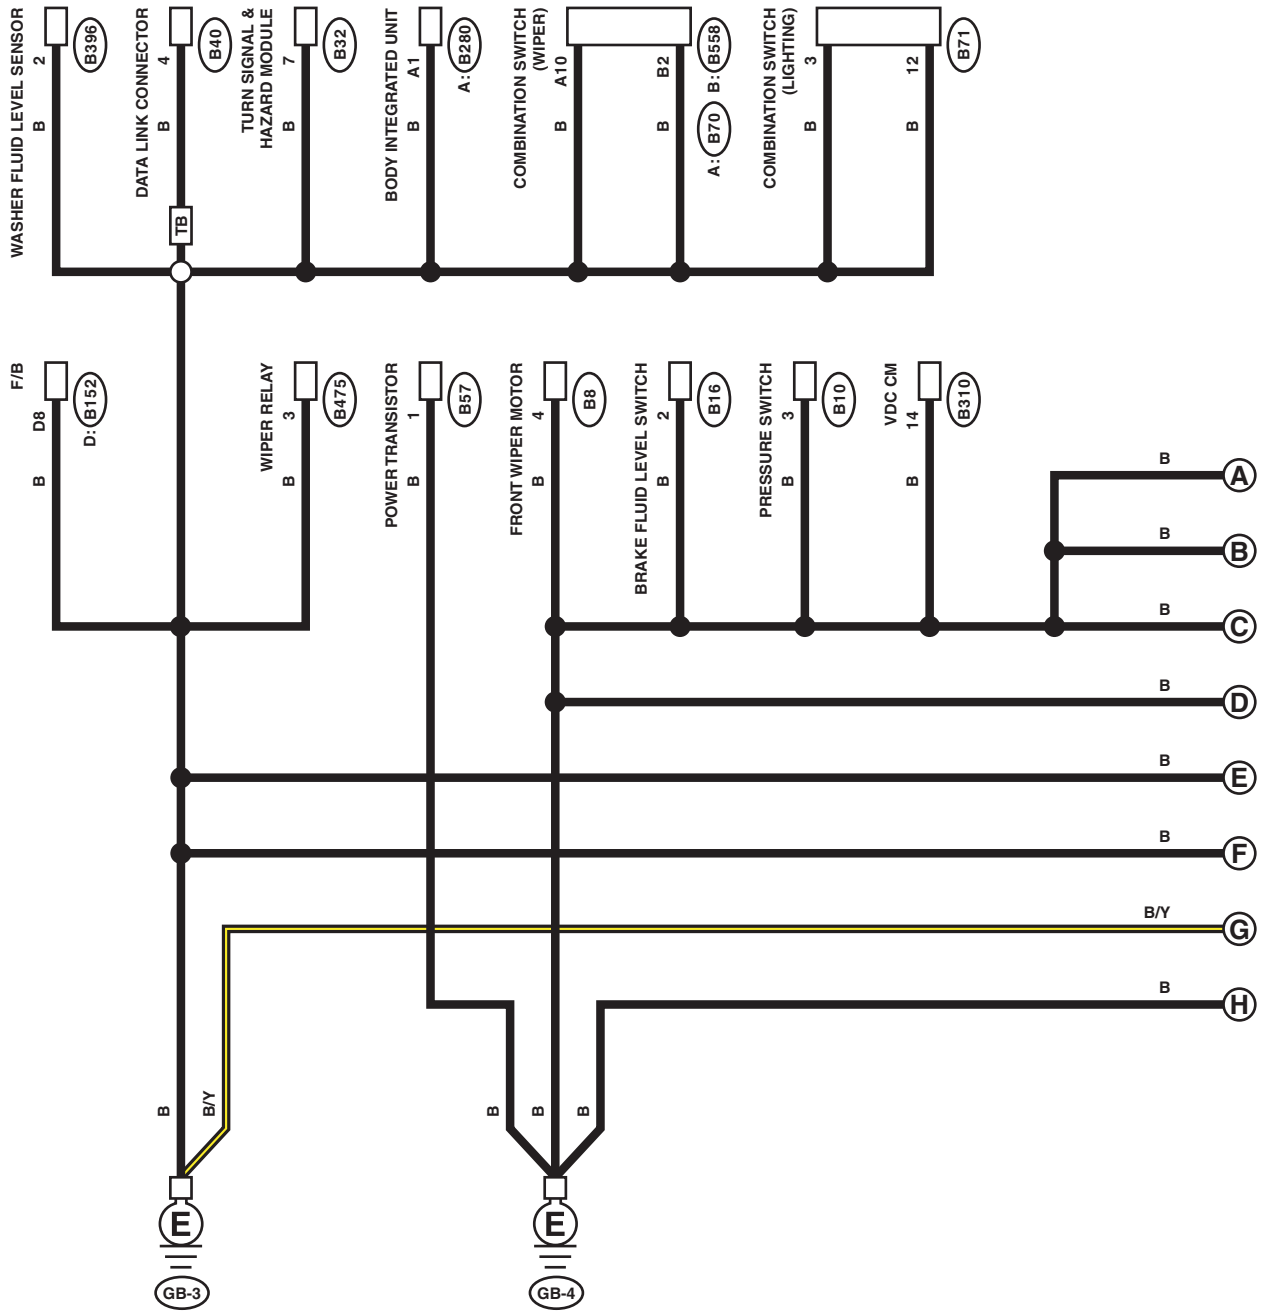 WASHER FLUID LEVEL SENSOR
2
B
B396
DATA LINK CONNECTOR
4
B
B40
TB
TURN SIGNAL &
HAZARD MODULE
7
B
B32
BODY INTEGRATED UNIT
A1
B
A: B280
COMBINATION SWITCH
(WIPER)
A10
B
B2
B
B: B558
A: B70
COMBINATION SWITCH
(LIGHTING)
3
B
12
B
B71
F/B
D8
B
D: B152
WIPER RELAY
3
B
B475
POWER TRANSISTOR
1
B
B57
FRONT WIPER MOTOR
4
B
B8
BRAKE FLUID LEVEL SWITCH
2
B
B16
PRESSURE SWITCH
3
B
B10
VDC CM
14
B
B310
B
A
B
B
B
C
B
D
B
E
B
F
B/Y
G
B
H
B
B/Y
B
B
B
E
E
GB-3
GB-4